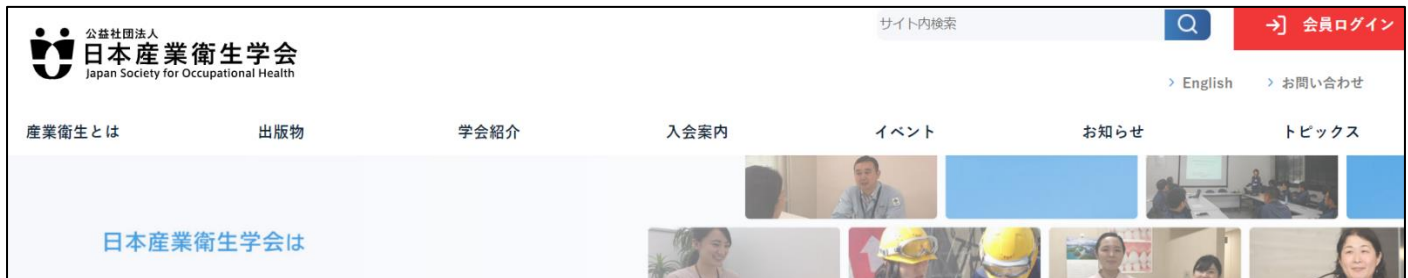 公益社団法人
日本産業衛生学会
Japan Society for Occupational Health
サイト内検索
会員ログイン
English
お問い合わせ
産業衛生とは
出版物
学会紹介
入会案内
イベント
お知らせ
トピックス
日本産業衛生学会は